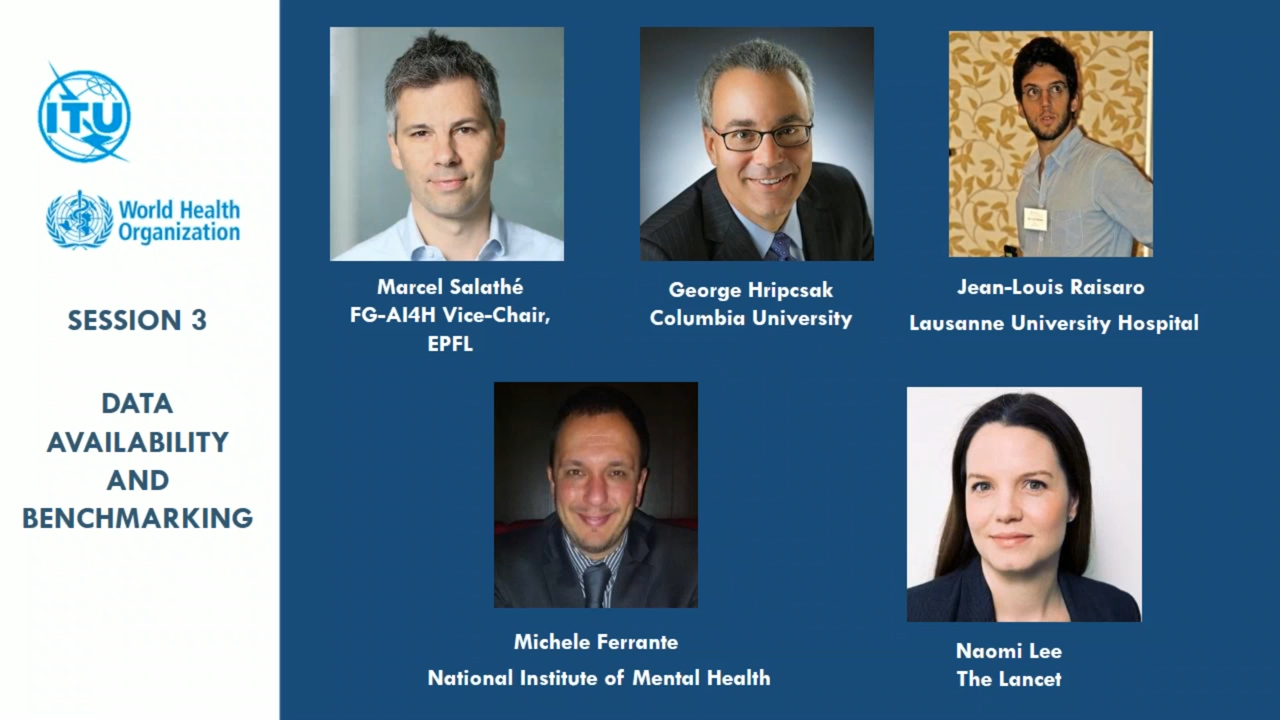 ITU
World Health
Organization
SESSION 3
DATA
AVAILABILITY
AND
BENCHMARKING
Marcel Salathé
FG-AI4H Vice-Chair,
EPFL
George Hripcsak
Columbia University
Jean-Louis Raisaro
Lausanne University Hospital
Michele Ferrante
National Institute of Mental Health
Naomi Lee
The Lancet